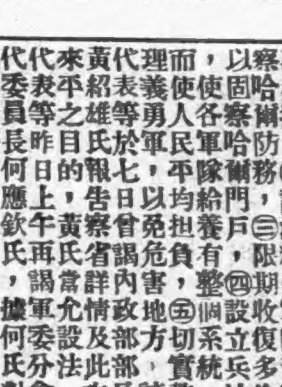 察哈爾防務，㊂限期收復多
以固察哈爾門戶，㊃設立兵
，使各軍隊給養有整個系統
而使人民平均担負，㊄切實
理義勇軍，以免危害地方，
代表等於七日曾謁內政部部
黃紹雄氏報告察省詳情及此
來平之目的，黃氏當允設法
代表等昨日上午再謁軍委分
代委員長何應欽氏，據何氏